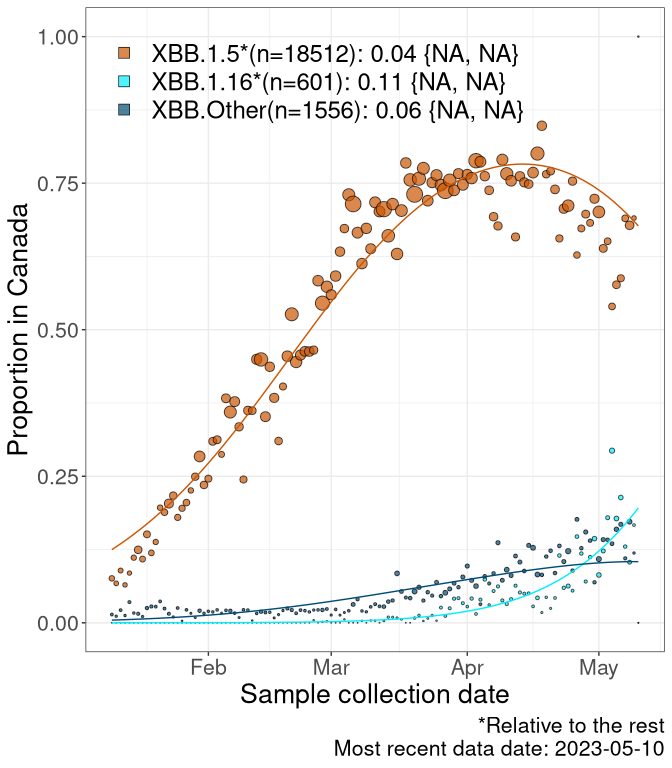 1.00
XBB.1.5*(n=18512): 0.04 {NA, NA}
XBB.1.16*(n=601): 0.11 {NA, NA}
XBB.Other(n=1556): 0.06 {NA, NA}
0.75
0.50
0.25
0.00
Proportion in Canada
Feb Mar Apr May
Sample collection date
*Relative to the rest
Most recent data date: 2023-05-10